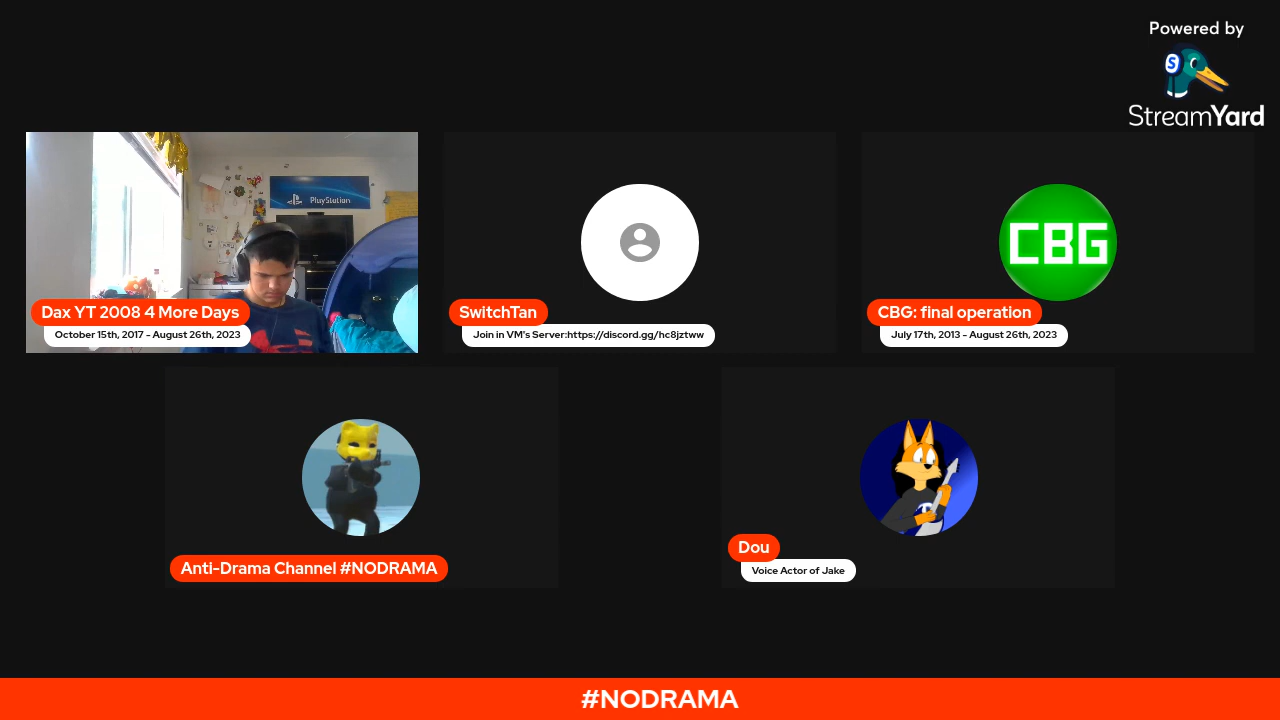 Powered by
StreamYard
PlayStation
Dax YT 2008 4 More Days
October 15th, 2017 - August 26th, 2023
SwitchTan
Join in VM's Server:https://discord.gg/hc8jztww
CBG
CBG: final operation
July 17th, 2013 - August 26th, 2023
Anti-Drama Channel #NODRAMA
Dou
Voice Actor of Jake
#NODRAMA